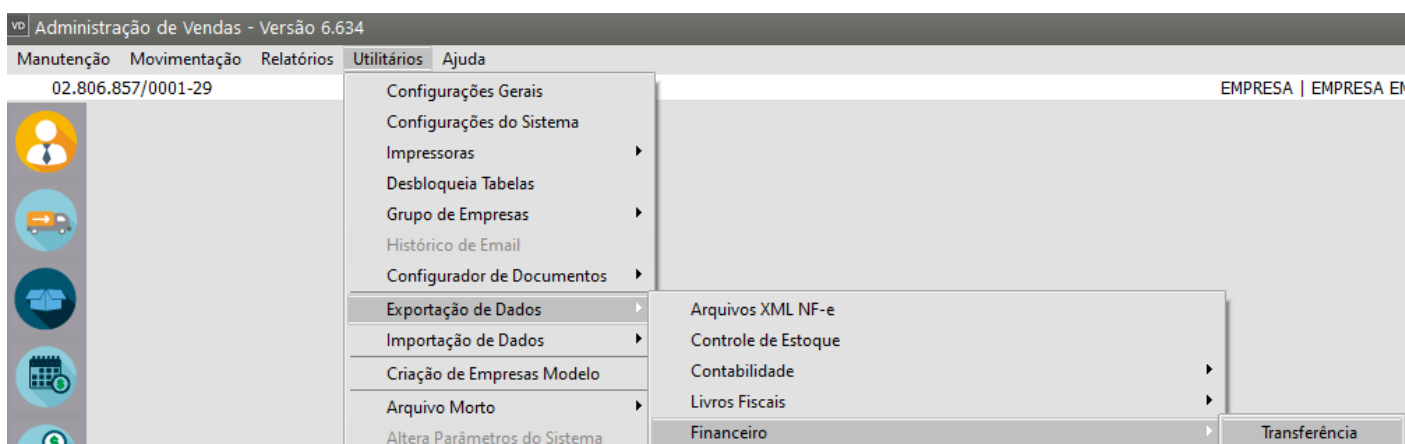 VD Administração de Vendas - Versão 6.634
Manutenção Movimentação Relatórios Utilitários Ajuda
02.806.857/0001-29 EMPRESA | EMPRESA EM
Configurações Gerais
Configurações do Sistema
Impressoras
Desbloqueia Tabelas
Grupo de Empresas
Histórico de Email
Configurador de Documentos
Exportação de Dados
Arquivos XML NF-e
Importação de Dados
Controle de Estoque
Criação de Empresas Modelo
Contabilidade
Arquivo Morto
Livros Fiscais
Altera Parâmetros do Sistema
Financeiro
Transferência